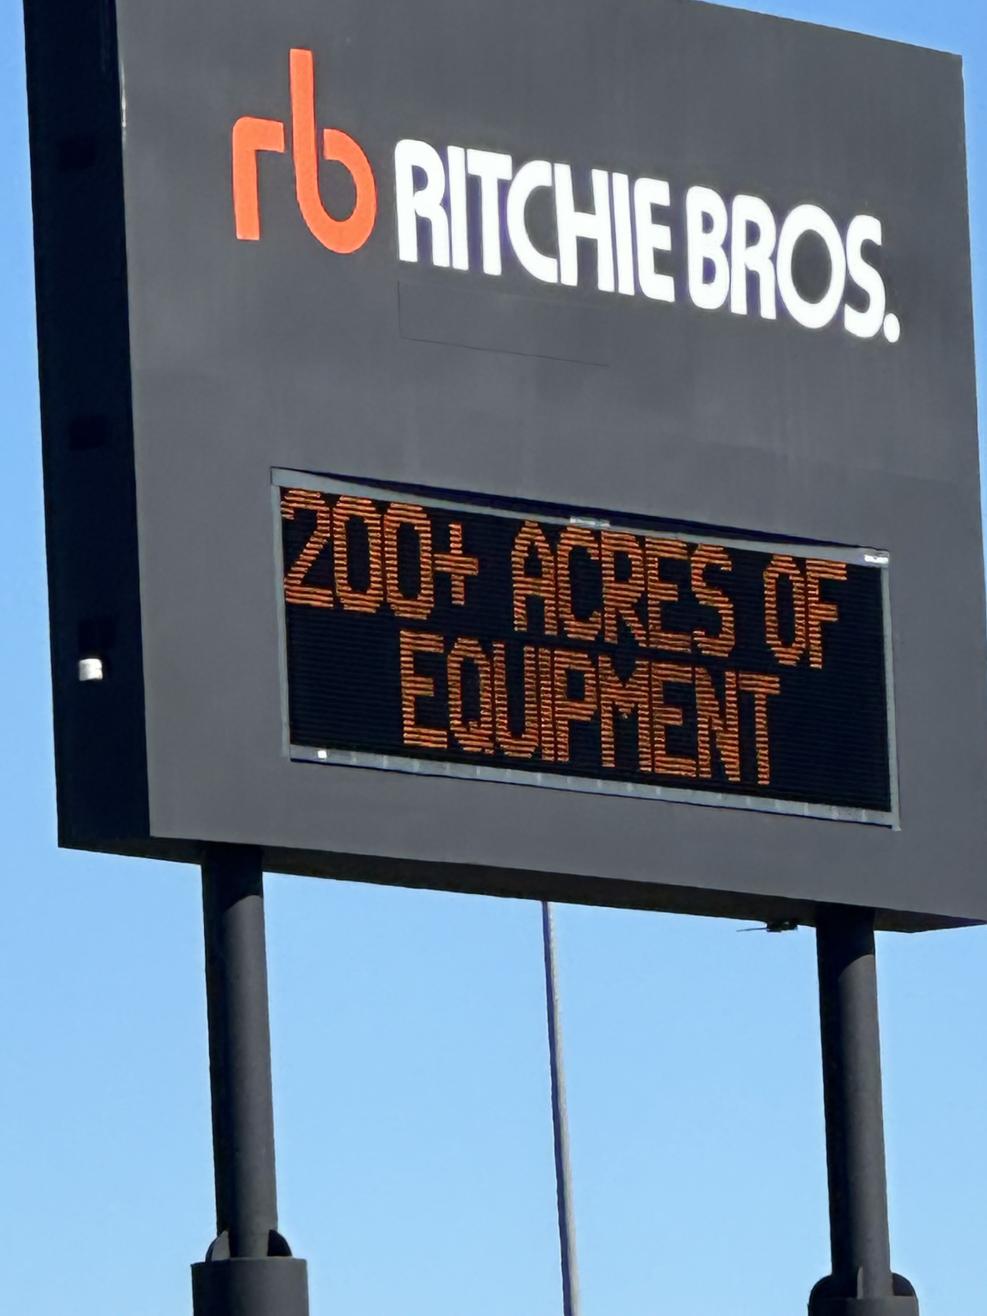 rb RITCHIE BROS.
200+ ACRES OF
EQUIPMENT